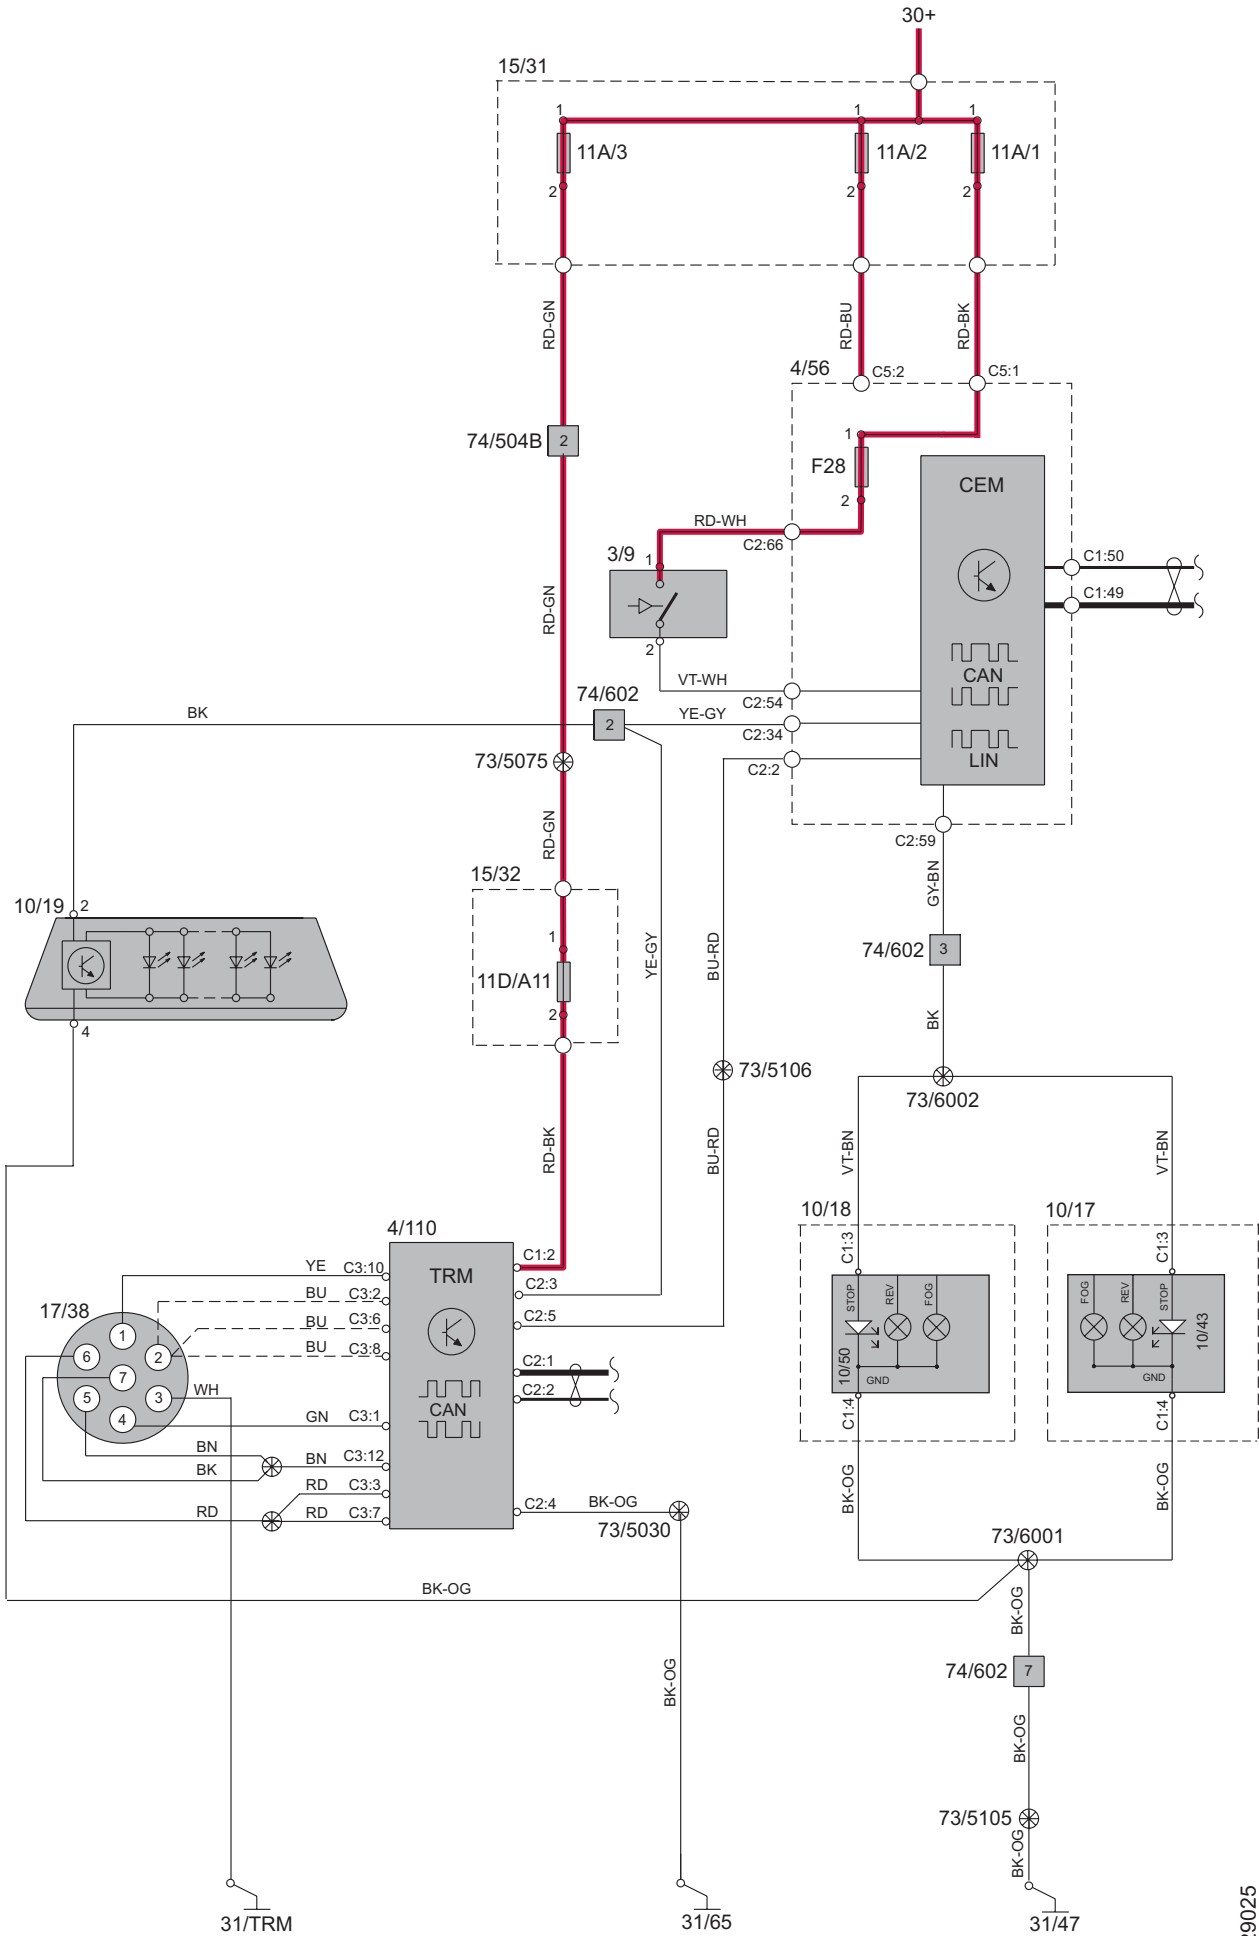 30+
15/31
1
1
1
11A/3
11A/2
11A/1
2
2
2
RD-GN
RD-BU
RD-BK
4/56
C5:2
C5:1
74/504B
2
1
F28
2
CEM
RD-WH
C2:66
3/9
1
C1:50
C1:49
RD-GN
2
CAN
VT-WH
C2:54
74/602
2
BK
YE-GY
C2:34
73/5075
C2:2
LIN
RD-GN
C2:59
15/32
GY-BN
10/19
2
YE-GY
BU-RD
74/602
3
1
11D/A11
2
BK
4
73/5106
73/6002
RD-BK
BU-RD
VT-BN
VT-BN
10/18
10/17
4/110
C1:3
C1:3
C1:2
YE
C3:10
TRM
C2:3
BU
C3:2
STOP
REV
FOG
FOG
REV
STOP
17/38
C2:5
BU
C3:6
1
BU
C3:8
6
2
10/50
10/43
C2:1
7
GND
GND
C2:2
5
3
WH
CAN
C1:4
C1:4
4
GN
C3:1
BN
BN
C3:12
BK
RD
C3:3
BK-OG
BK-OG
RD
RD
C3:7
C2:4
BK-OG
73/5030
73/6001
BK-OG
BK-OG
74/602
7
BK-OG
BK-OG
73/5105
BK-OG
31/TRM
31/65
31/47
29025